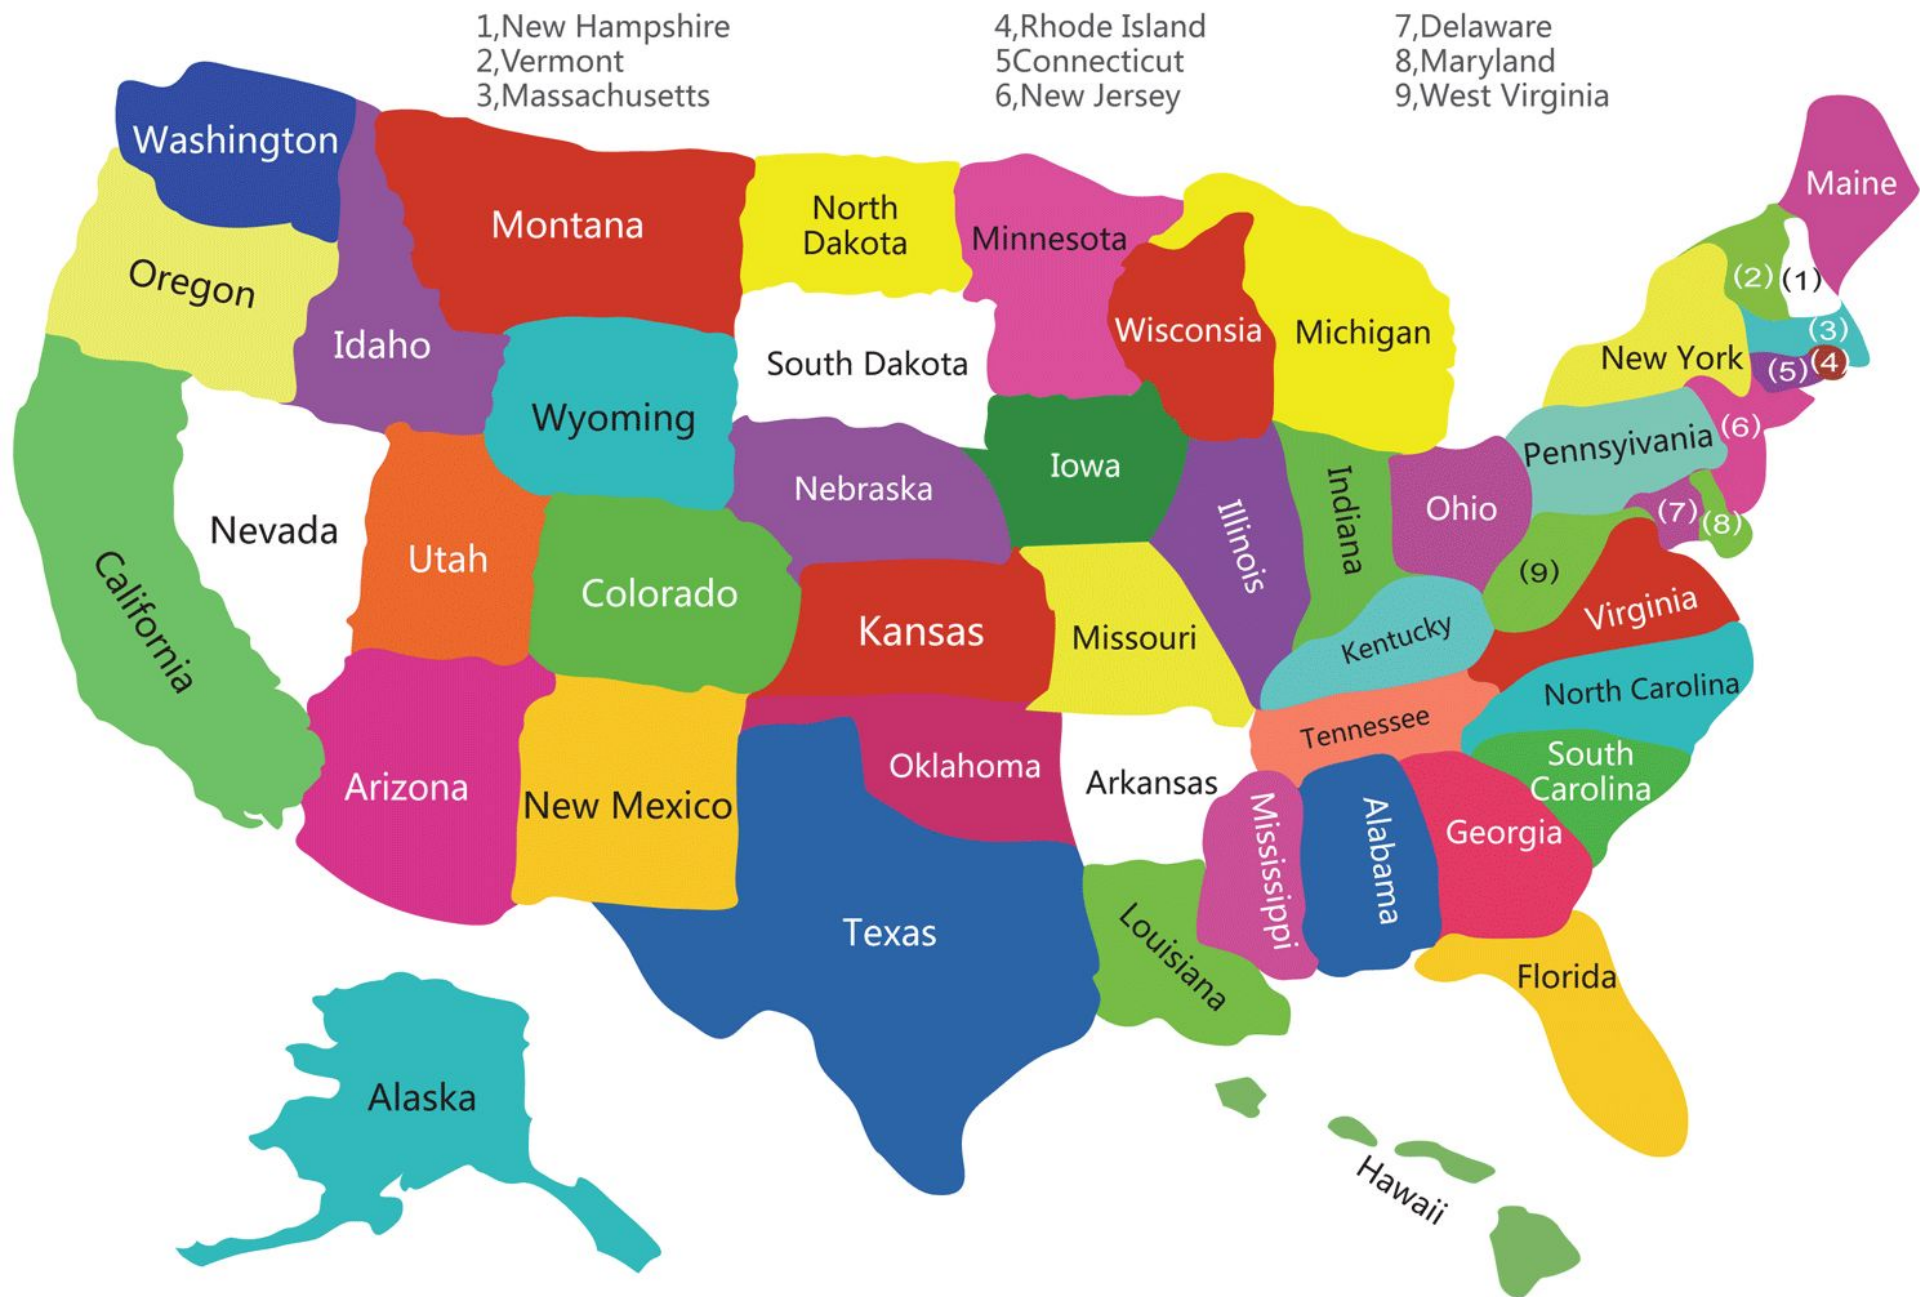 1,New Hampshire
2,Vermont
3,Massachusetts
4,Rhode Island
5Connecticut
6,New Jersey
7,Delaware
8,Maryland
9,West Virginia
Washington
Oregon
Idaho
Montana
North
Dakota
Minnesota
Wisconsia
Michigan
Maine
(2)
(1)
(3)
New York
(5)
(4)
South Dakota
Wyoming
Nebraska
Iowa
Illinois
Indiana
Ohio
Pennsyivania
(6)
(7)
(8)
(9)
Nevada
Utah
California
Colorado
Kansas
Missouri
Kentucky
Virginia
North Carolina
Tennessee
South
Carolina
Arizona
New Mexico
Oklahoma
Arkansas
Mississippi
Alabama
Georgia
Texas
Louisiana
Florida
Alaska
Hawaii